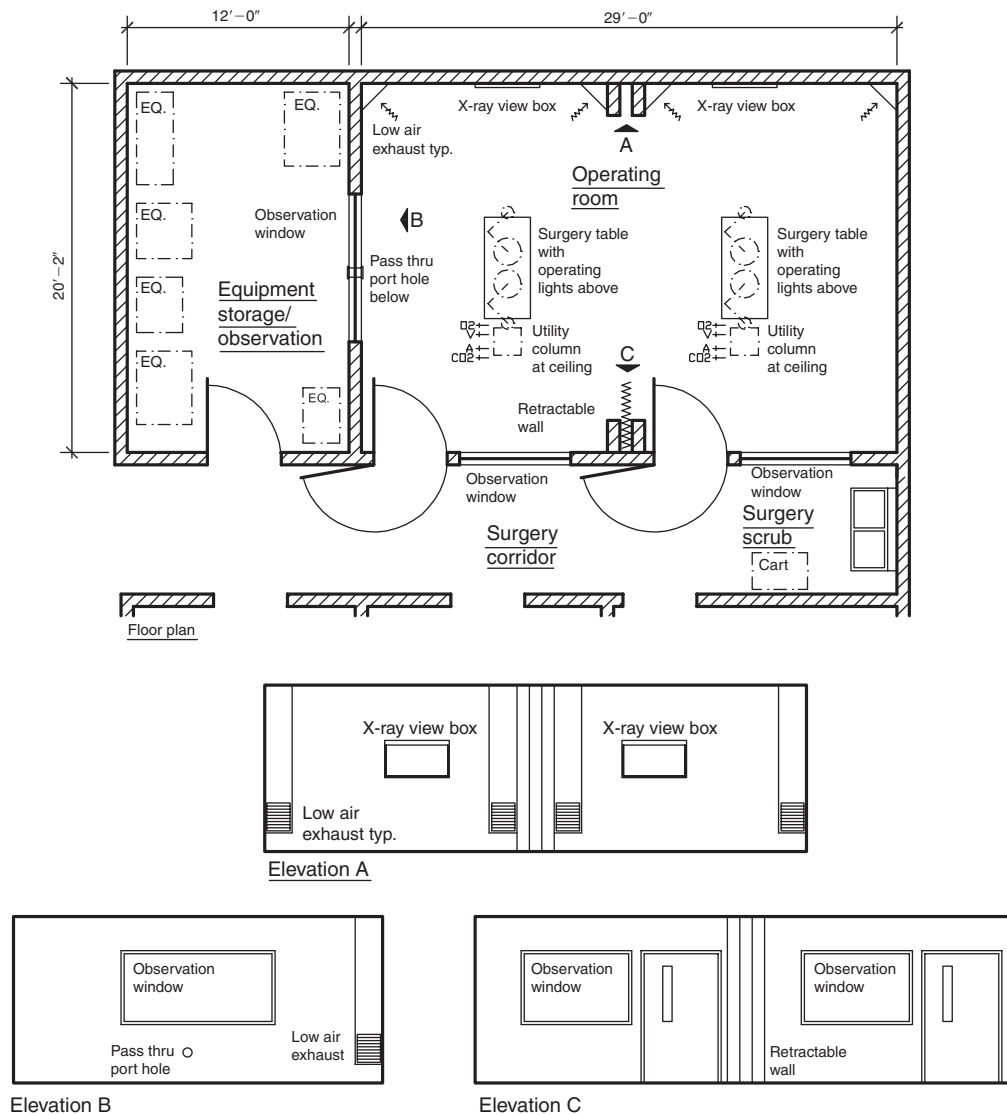 12'–0"
29'–0"
20'–2"
EQ.
EQ.
X-ray view box
X-ray view box
Low air
exhaust typ.
A
Operating
room
EQ.
Observation
window
B
Surgery table
with
operating
lights above
Surgery table
with
operating
lights above
Pass thru
port hole
below
EQ.
Equipment
storage/
observation
O2
V
A
CO2
Utility
column
at ceiling
O2
V
A
CO2
Utility
column
at ceiling
EQ.
C
EQ.
Retractable
wall
Observation
window
Observation
window
Surgery
corridor
Surgery
scrub
Cart
Floor plan
X-ray view box
X-ray view box
Low air
exhaust typ.
Elevation A
Observation
window
Low air
exhaust
Pass thru
port hole
Elevation B
Observation
window
Observation
window
Retractable
wall
Elevation C